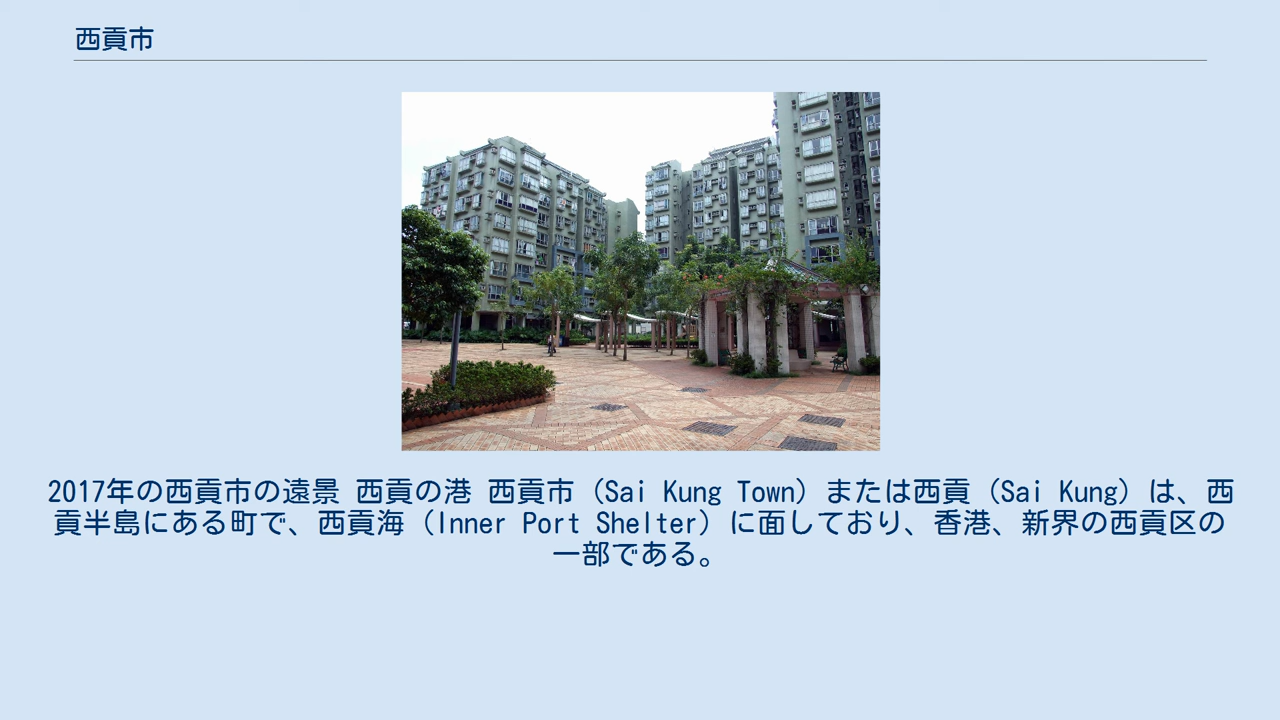 西貢市
2017年の西貢市の遠景 西貢の港 西貢市（Sai Kung Town）または西貢（Sai Kung）は、西
貢半島にある町で、西貢海（Inner Port Shelter）に面しており、香港、新界の西貢区の
一部である。